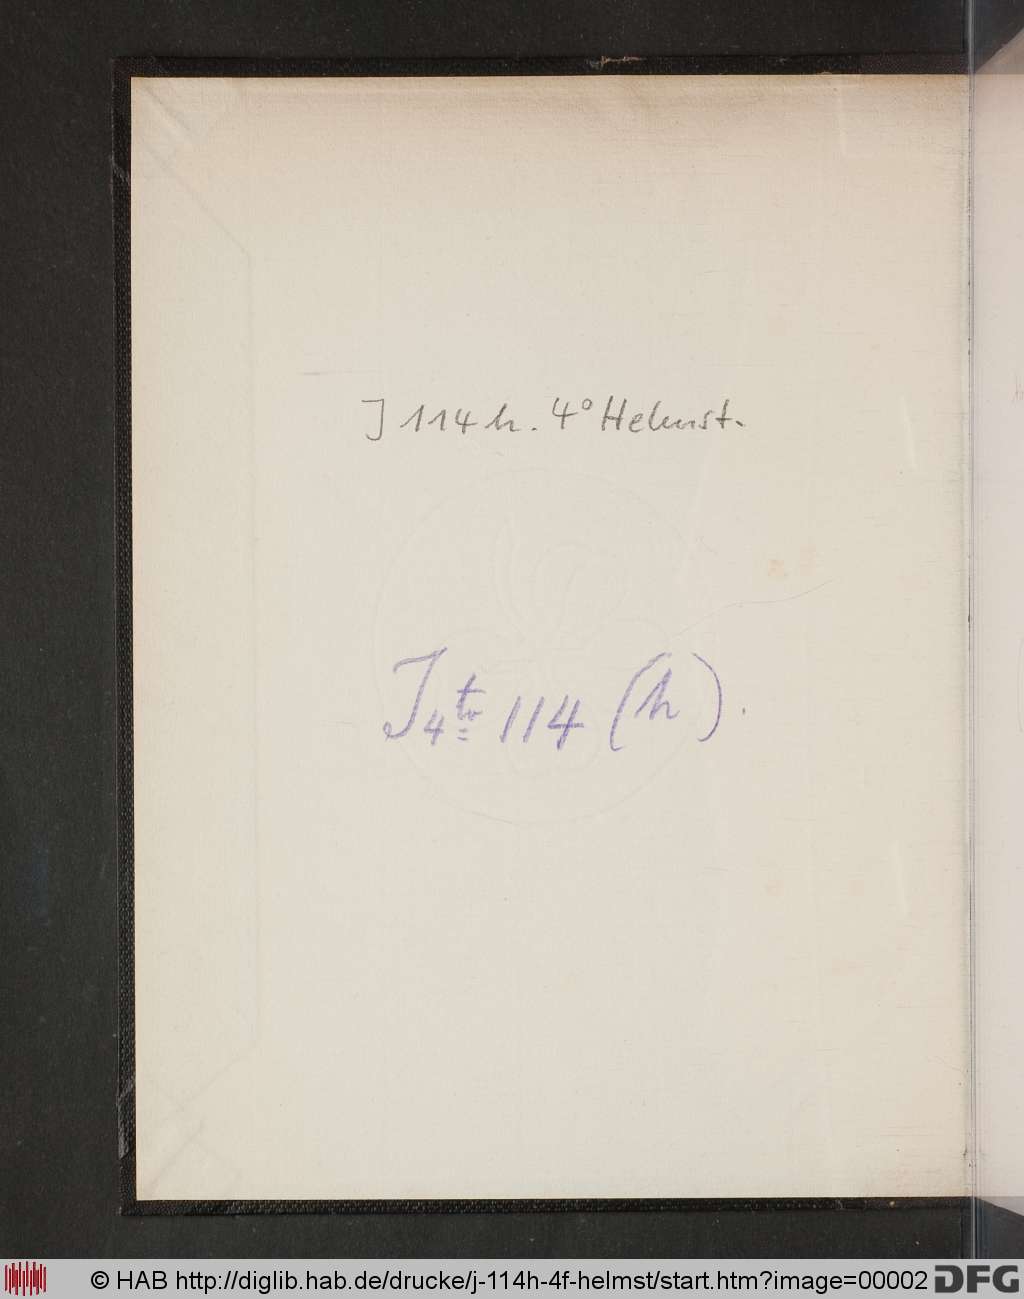 J 114 h. 4° Helmst.
J 4to 114 (h).
© HAB http://diglib.hab.de/drucke/j-114h-4f-helmst/start.htm?image=00002 DFG